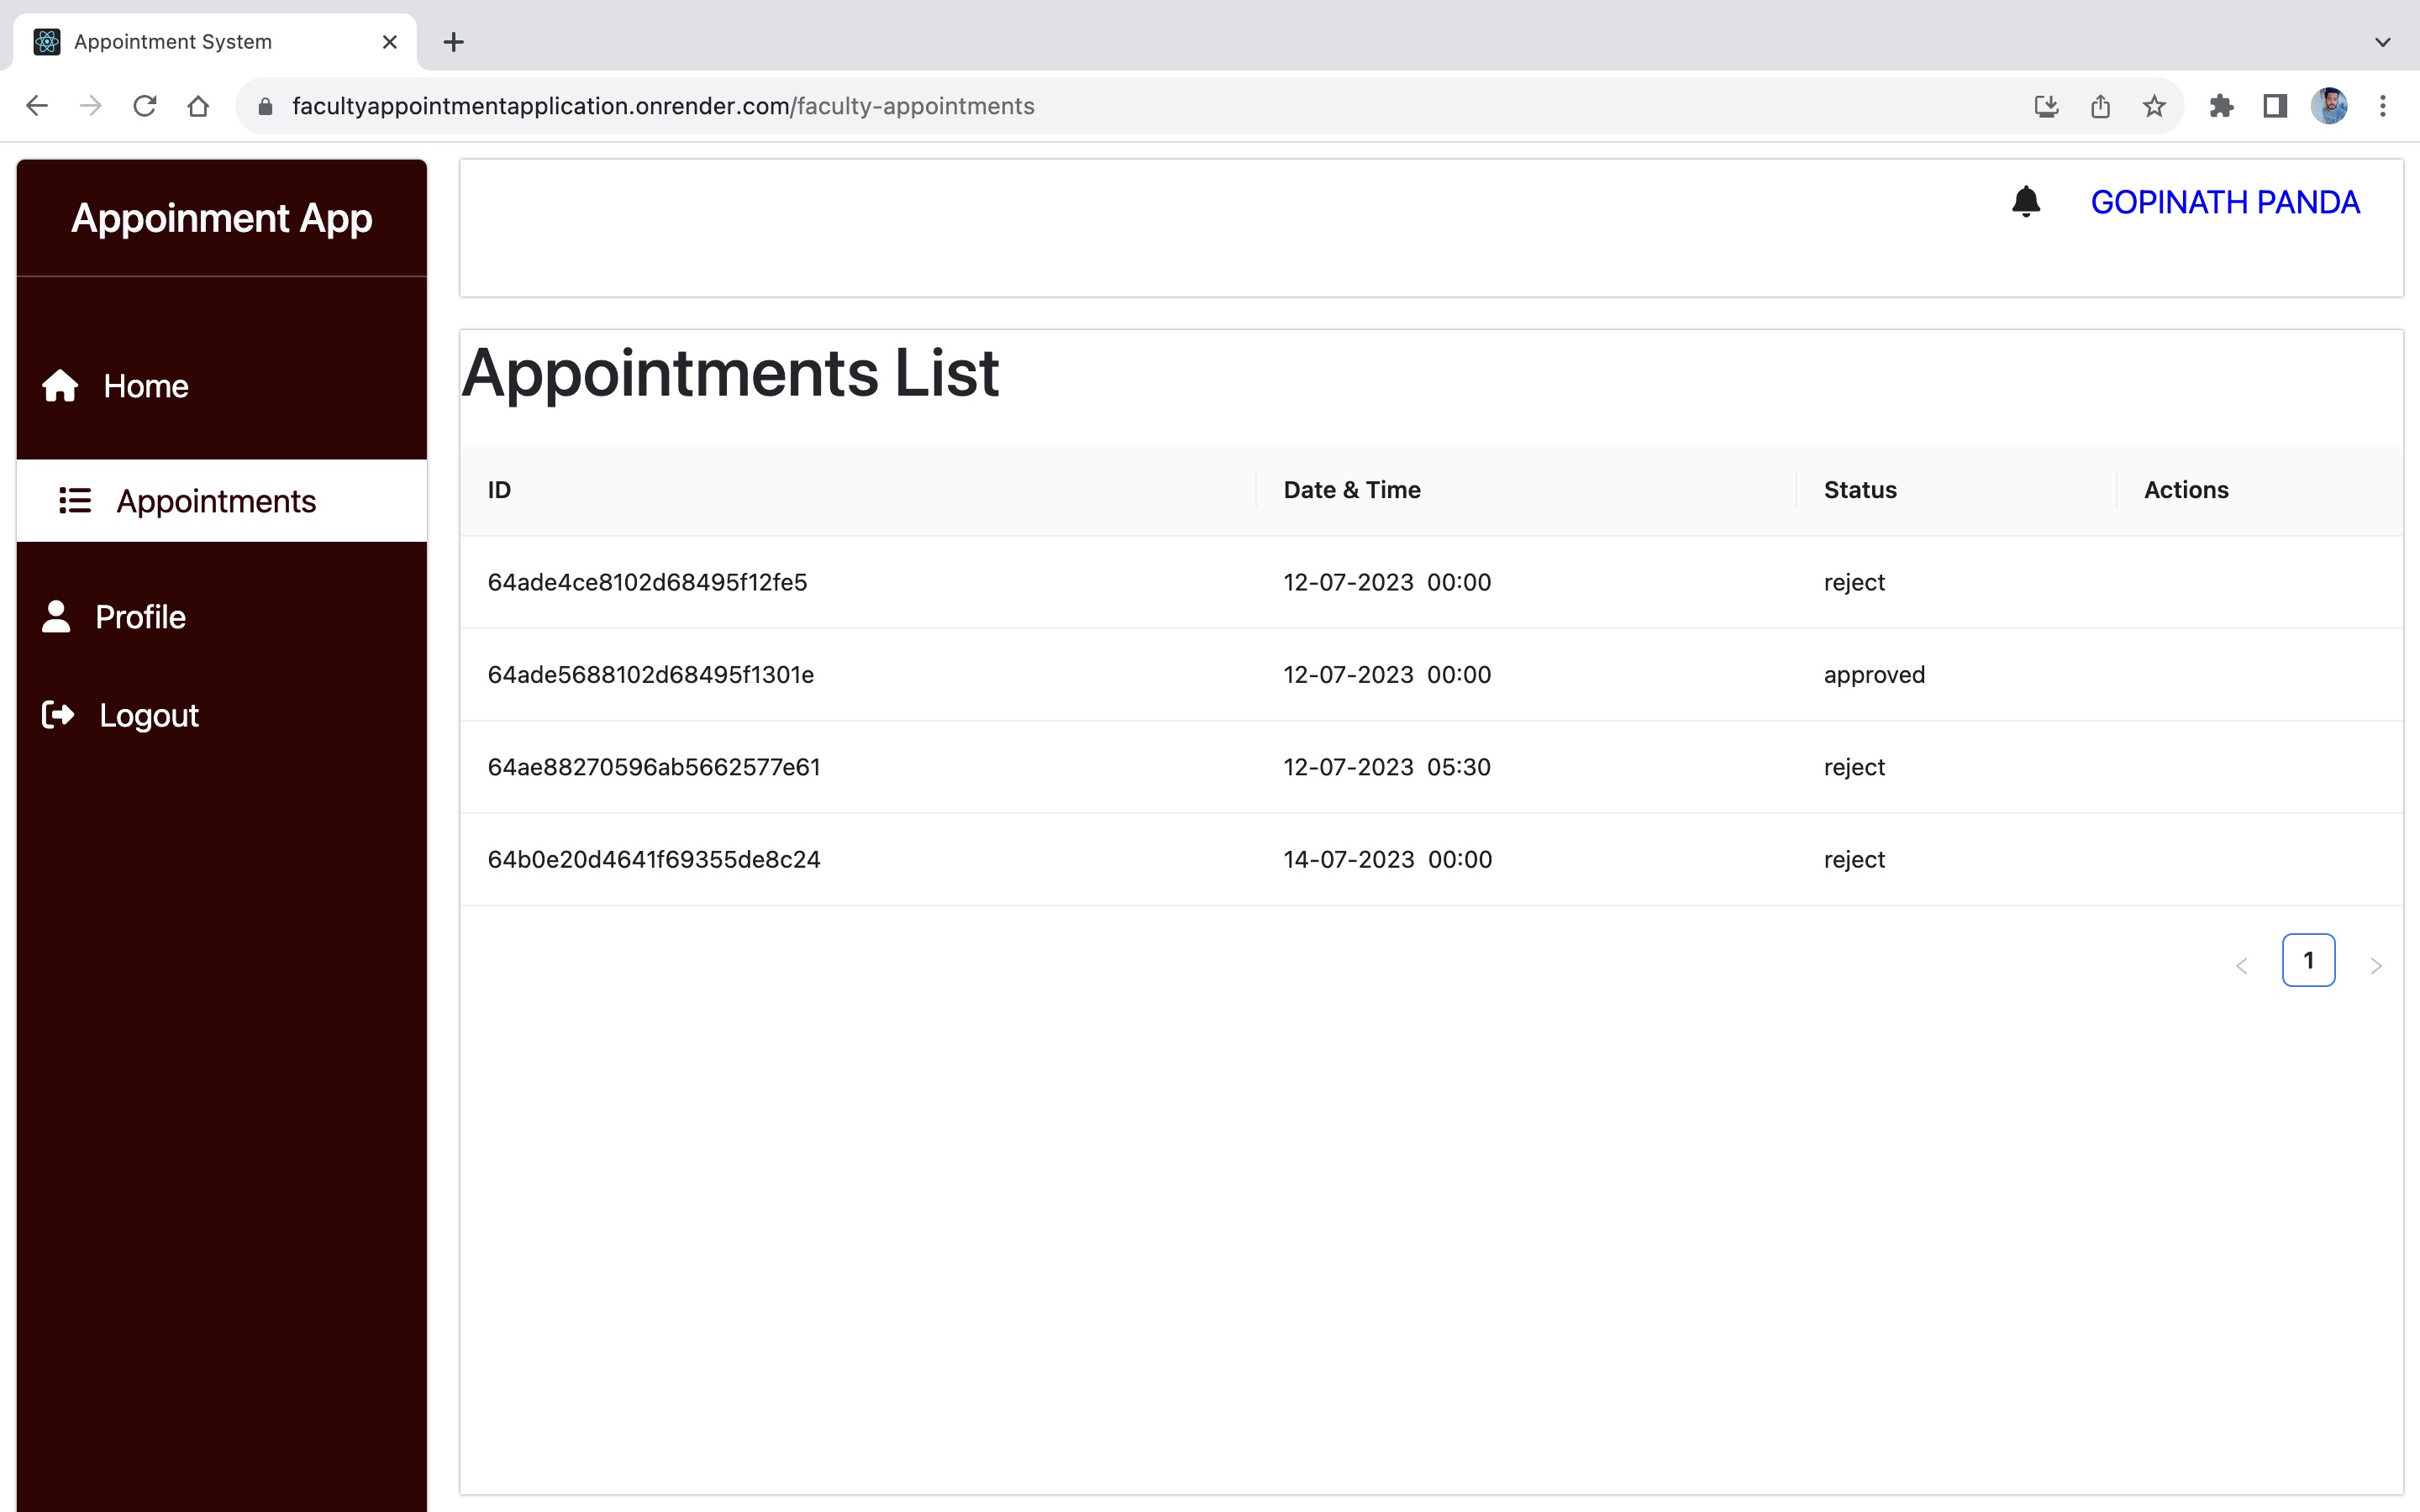 Appointment System
facultyappointmentapplication.onrender.com/faculty-appointments
Appoinment App
Home
Appointments
Profile
Logout
GOPINATH PANDA
Appointments List
ID Date & Time Status Actions
64ade4ce8102d68495f12fe5 12-07-2023 00:00 reject
64ade5688102d68495f1301e 12-07-2023 00:00 approved
64ae88270596ab5662577e61 12-07-2023 05:30 reject
64b0e20d4641f69355de8c24 14-07-2023 00:00 reject
1